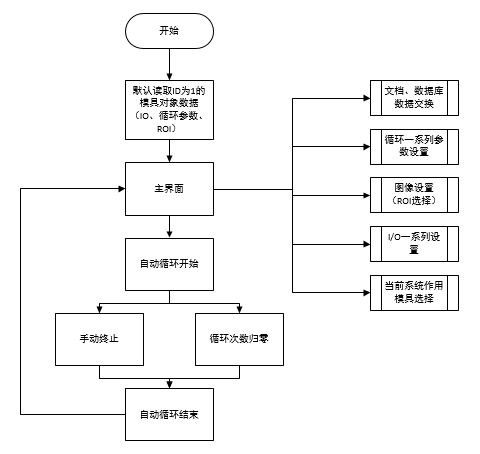 开始
默认读取ID为1的
模具对象数据
（IO、循环参数、
ROI）
主界面
自动循环开始
手动终止
循环次数归零
自动循环结束
文档、数据库
数据交换
循环一系列参
数设置
图像设置
（ROI选择）
I/O一系列设
置
当前系统作用
模具选择